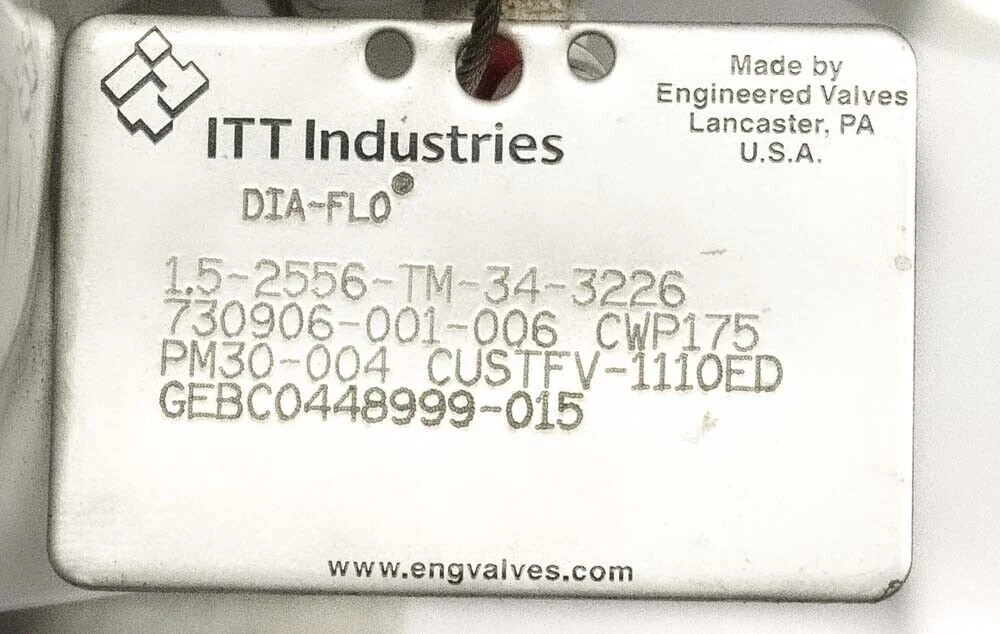 ITT Industries
Made by
Engineered Valves
Lancaster, PA
U.S.A.
DIA-FLO®
1.5-2556-TM-34-3226
730906-001-006 CWP175
PM30-004 CUSTFV-1110ED
GEBC0448999-015
www.engvalves.com